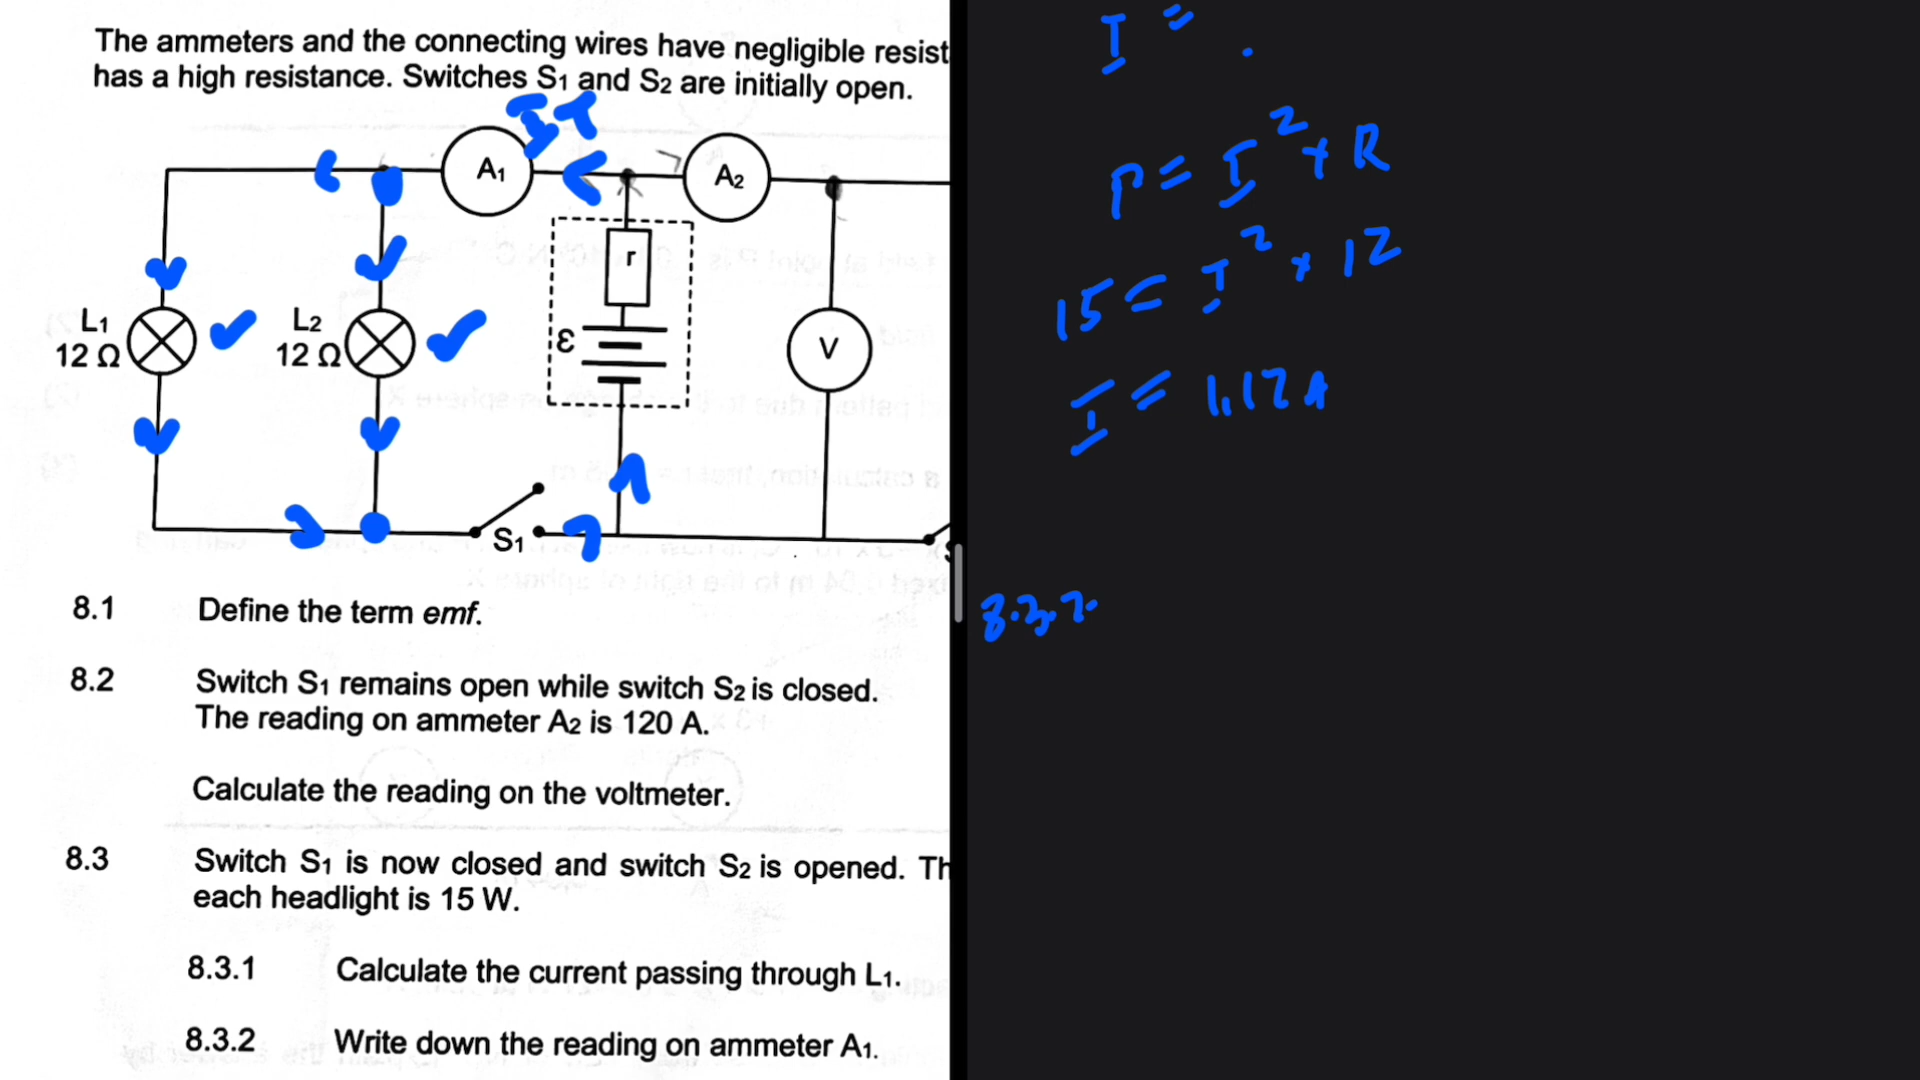 The ammeters and the connecting wires have negligible resist
has a high resistance. Switches S1 and S2 are initially open.
IT
A1
A2
r
L1
12 Ω
L2
12 Ω
ε
V
S1
8.1 Define the term emf.
8.2 Switch S1 remains open while switch S2 is closed.
The reading on ammeter A2 is 120 A.
Calculate the reading on the voltmeter.
8.3 Switch S1 is now closed and switch S2 is opened. Th
each headlight is 15 W.
8.3.1 Calculate the current passing through L1.
8.3.2 Write down the reading on ammeter A1.
I =
P = I² × R
15 = I² × 12
I = 1,12A
8.3.2.